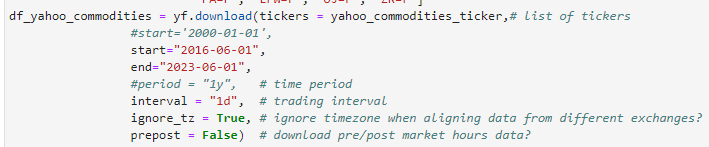 df_yahoo_commodities = yf.download(tickers = yahoo_commodities_ticker,# list of tickers
#start='2000-01-01',
start="2016-06-01",
end="2023-06-01",
#period = "1y",   # time period
interval = "1d", # trading interval
ignore_tz = True, # ignore timezone when aligning data from different exchanges?
prepost = False)  # download pre/post market hours data?